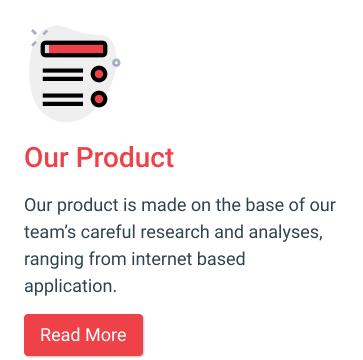 Our Product
Our product is made on the base of our
team’s careful research and analyses,
ranging from internet based
application.
Read More